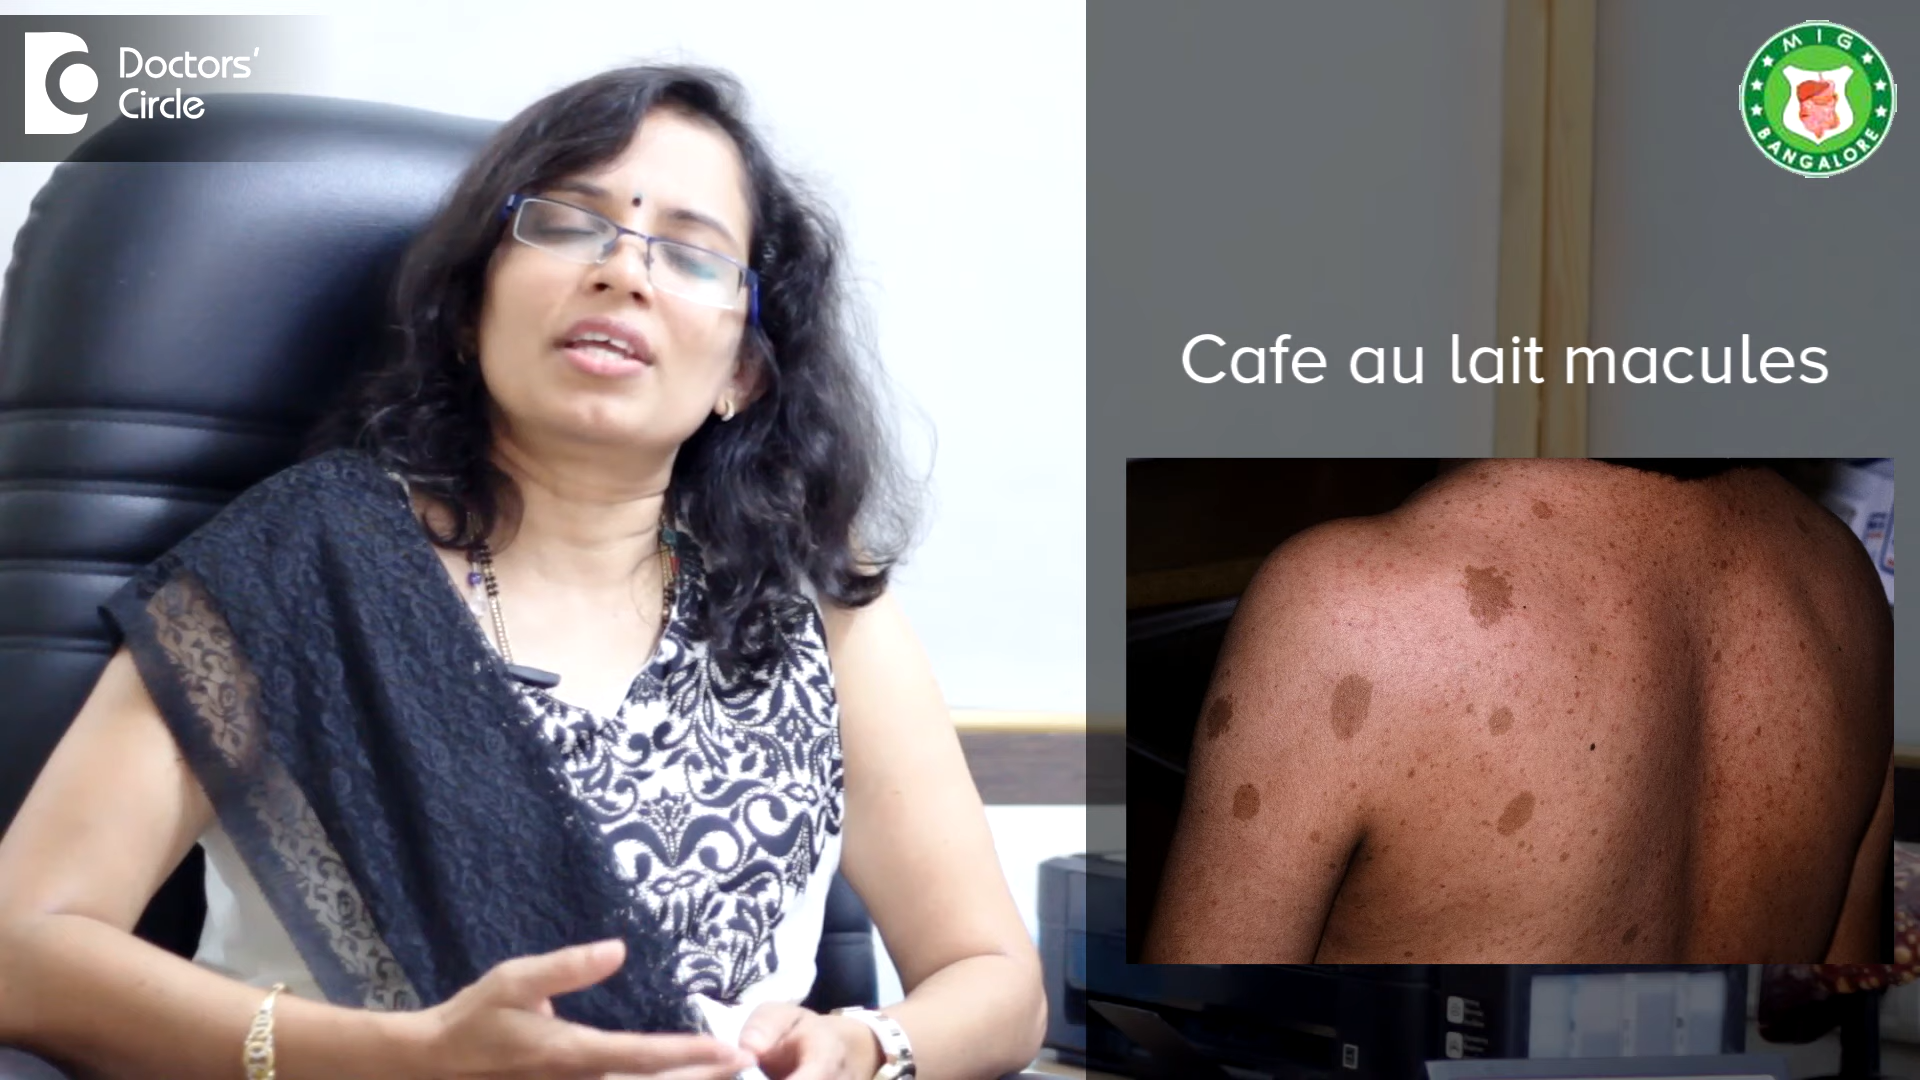 Doctors'
Circle
MIG
BANGALORE
Cafe au lait macules